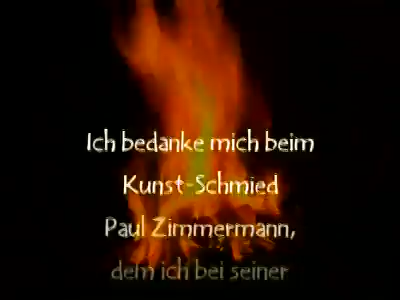 Ich bedanke mich beim
Kunst-Schmied
Paul Zimmermann,
dem ich bei seiner